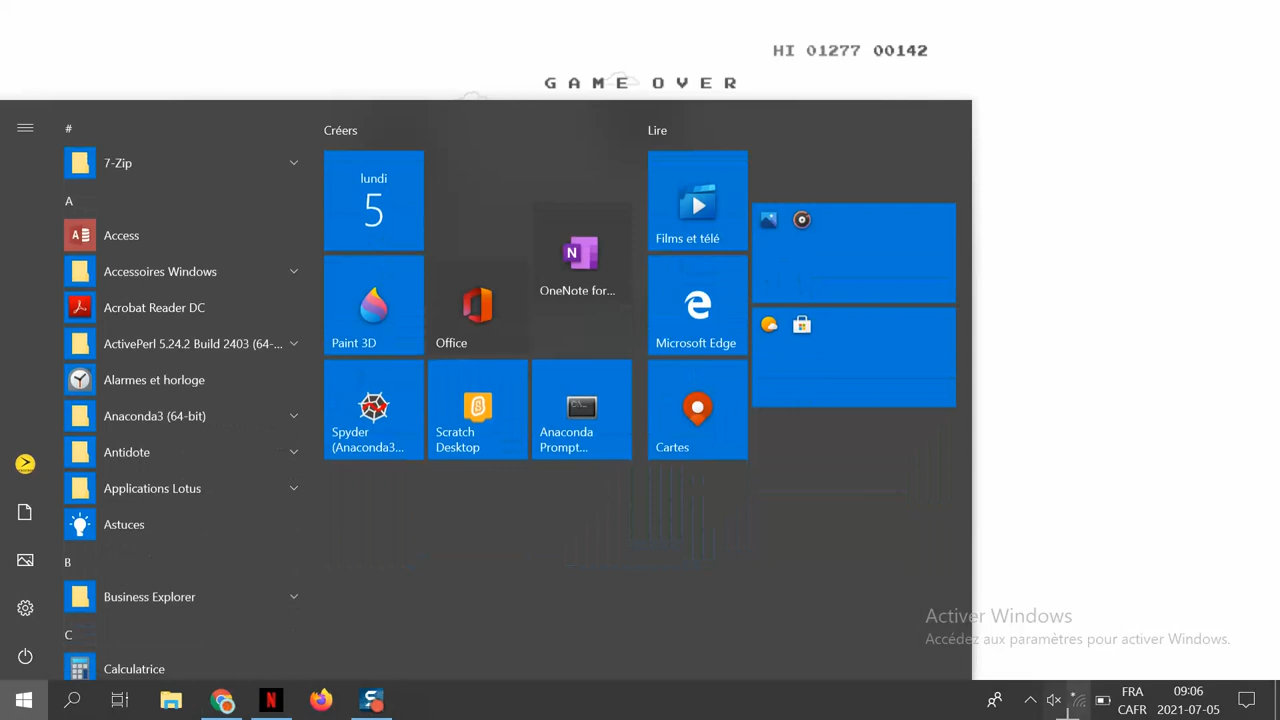 HI 01277 00142
GAME OVER
#
7-Zip
A
Access
Accessoires Windows
Acrobat Reader DC
ActivePerl 5.24.2 Build 2403 (64-...
Alarmes et horloge
Anaconda3 (64-bit)
Antidote
Applications Lotus
Astuces
B
Business Explorer
C
Calculatrice
Créers
lundi
5
OneNote for...
Paint 3D
Office
Spyder
(Anaconda3...
Scratch
Desktop
Anaconda
Prompt...
Lire
Films et télé
Microsoft Edge
Cartes
Activer Windows
Accédez aux paramètres pour activer Windows.
FRA
CAFR
09:06
2021-07-05